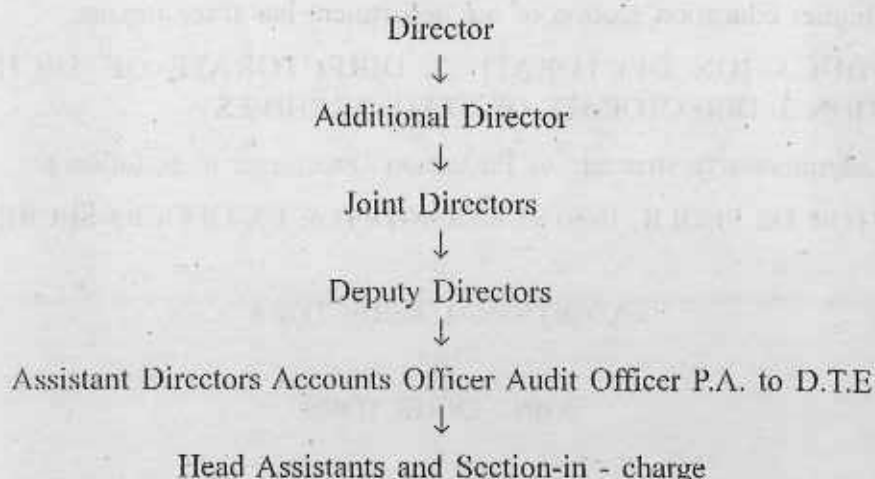 Director
↓
Additional Director
↓
Joint Directors
↓
Deputy Directors
↓
Assistant Directors Accounts Officer Audit Officer P.A. to D.T.E
↓
Head Assistants and Section-in - charge